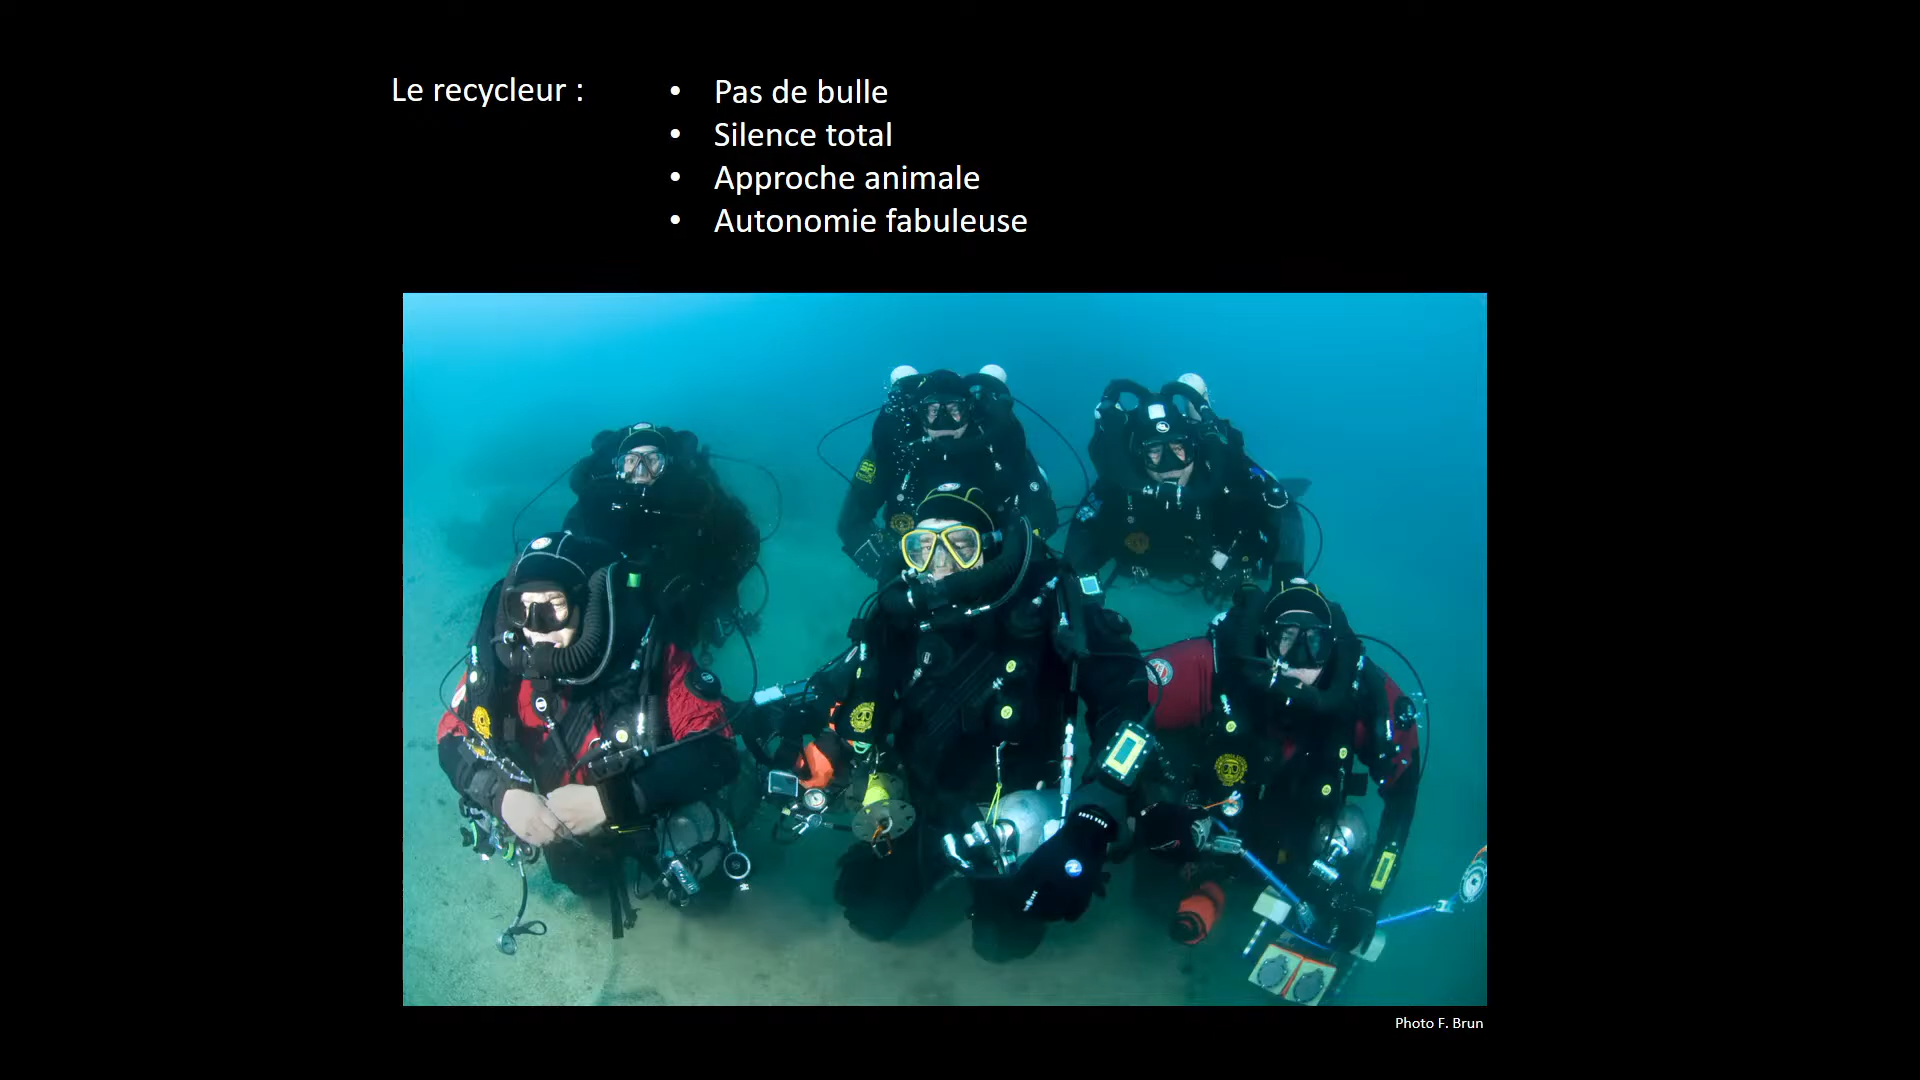 Le recycleur :
• Pas de bulle
• Silence total
• Approche animale
• Autonomie fabuleuse
Photo F. Brun